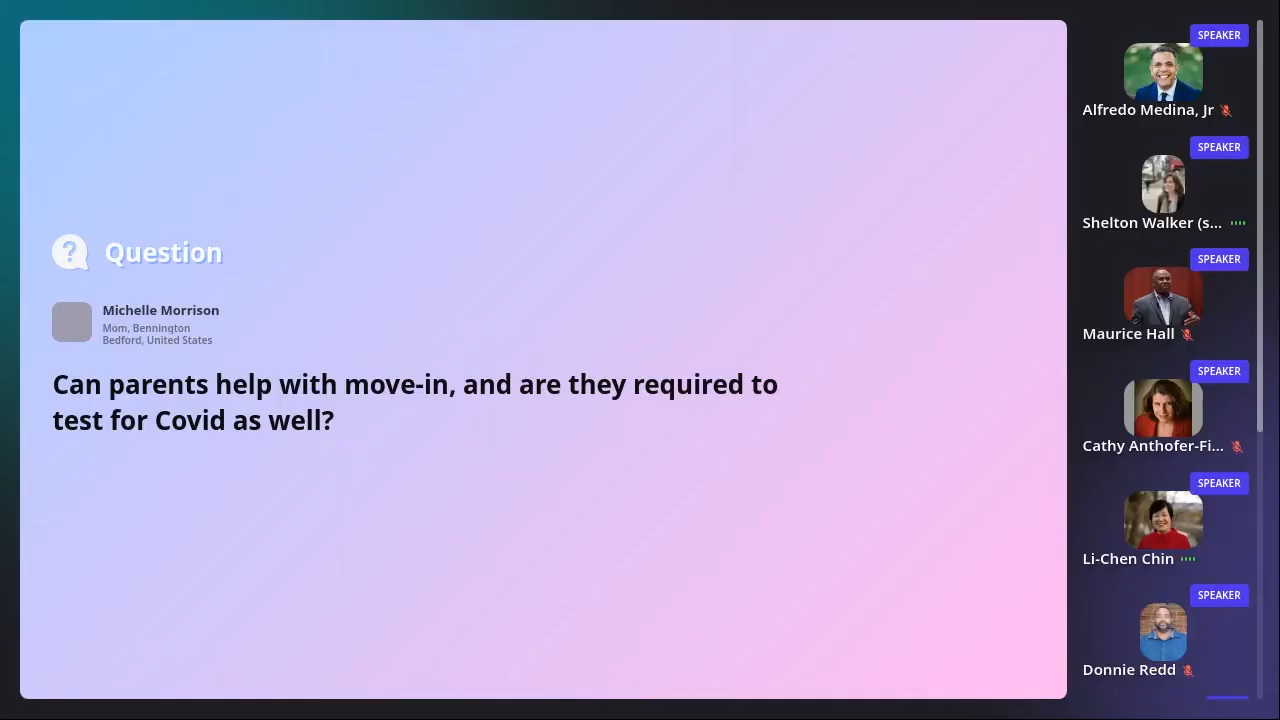 Question
Michelle Morrison
Mom, Bennington
Bedford, United States
Can parents help with move-in, and are they required to
test for Covid as well?
SPEAKER
Alfredo Medina, Jr
SPEAKER
Shelton Walker (s...
SPEAKER
Maurice Hall
SPEAKER
Cathy Anthofer-Fi...
SPEAKER
Li-Chen Chin
SPEAKER
Donnie Redd